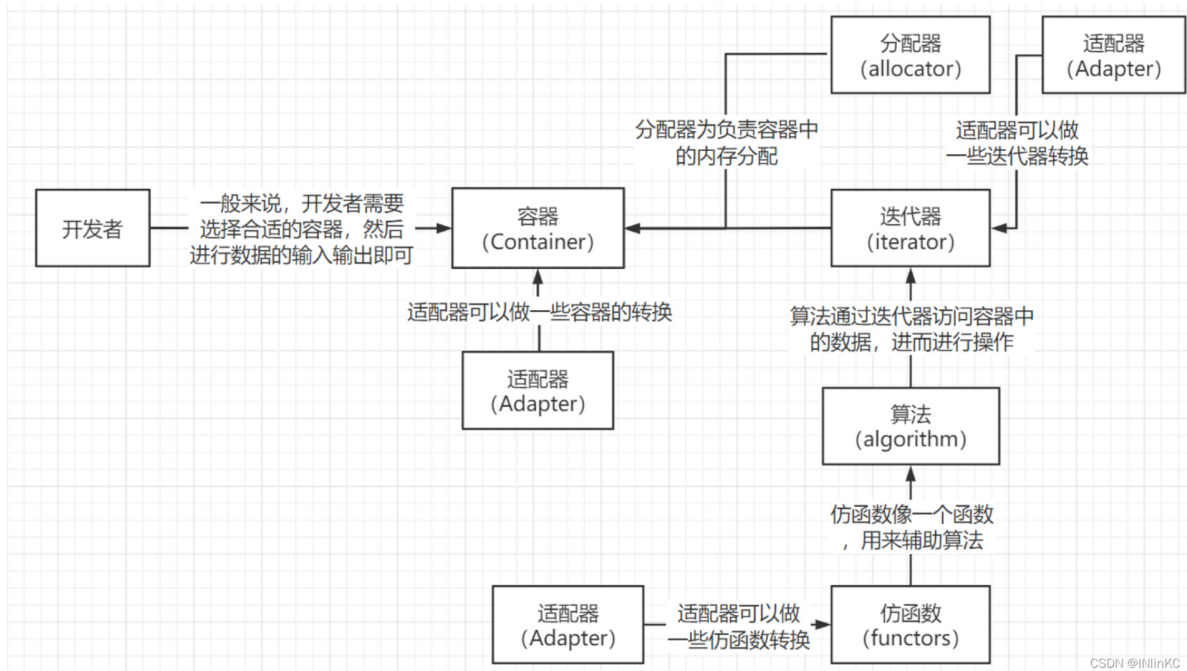 分配器
（allocator）
适配器
（Adapter）
分配器为负责容器中
的内存分配
适配器可以做
一些迭代器转换
开发者
一般来说，开发者需要
选择合适的容器，然后
进行数据的输入输出即可
容器
（Container）
迭代器
（iterator）
适配器可以做一些容器的转换
算法通过迭代器访问容器中
的数据，进而进行操作
适配器
（Adapter）
算法
（algorithm）
仿函数像一个函数
，用来辅助算法
适配器
（Adapter）
适配器可以做
一些仿函数转换
仿函数
（functors）
CSDN @INlinKC